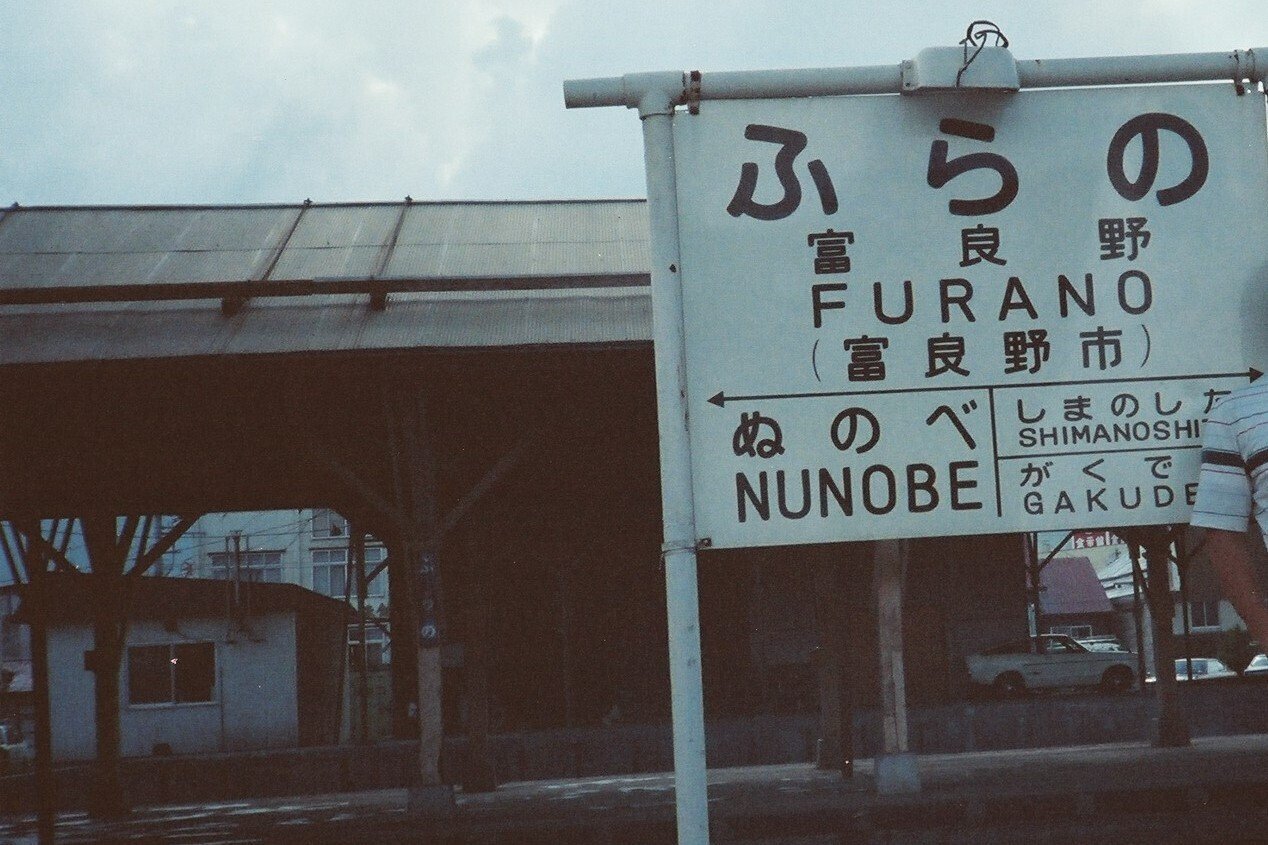 ふらの
富良野
FURANO
(富良野市)
ぬのべ
NUNOBE
しまのした
SHIMANOSHI
がくで
GAKUDE